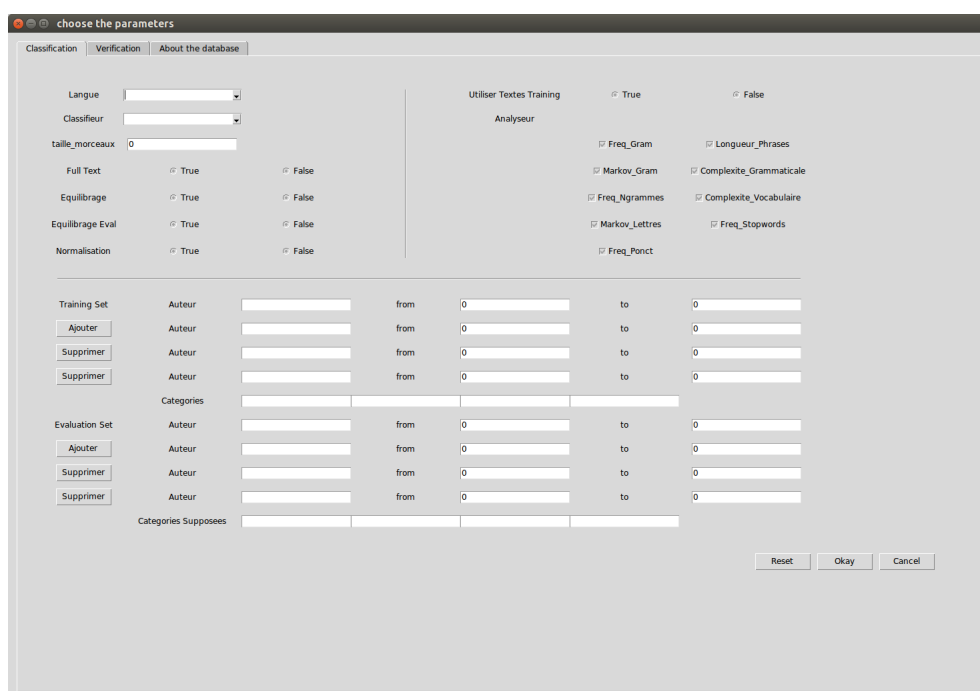 choose the parameters
Classification Verification About the database
Langue Utiliser Textes Training True False
Classifieur Analyseur
taille_morceaux 0 Freq_Gram Longueur_Phrases
Full Text True False Markov_Gram Complexite_Grammaticale
Equilibrage True False Freq_Ngrammes Complexite_Vocabulaire
Equilibrage Eval True False Markov_Lettres Freq_Stopwords
Normalisation True False Freq_Ponct
Training Set Auteur from 0 to 0
Ajouter Auteur from 0 to 0
Supprimer Auteur from 0 to 0
Supprimer Auteur from 0 to 0
Categories
Evaluation Set Auteur from 0 to 0
Ajouter Auteur from 0 to 0
Supprimer Auteur from 0 to 0
Supprimer Auteur from 0 to 0
Categories Supposees
Reset Okay Cancel